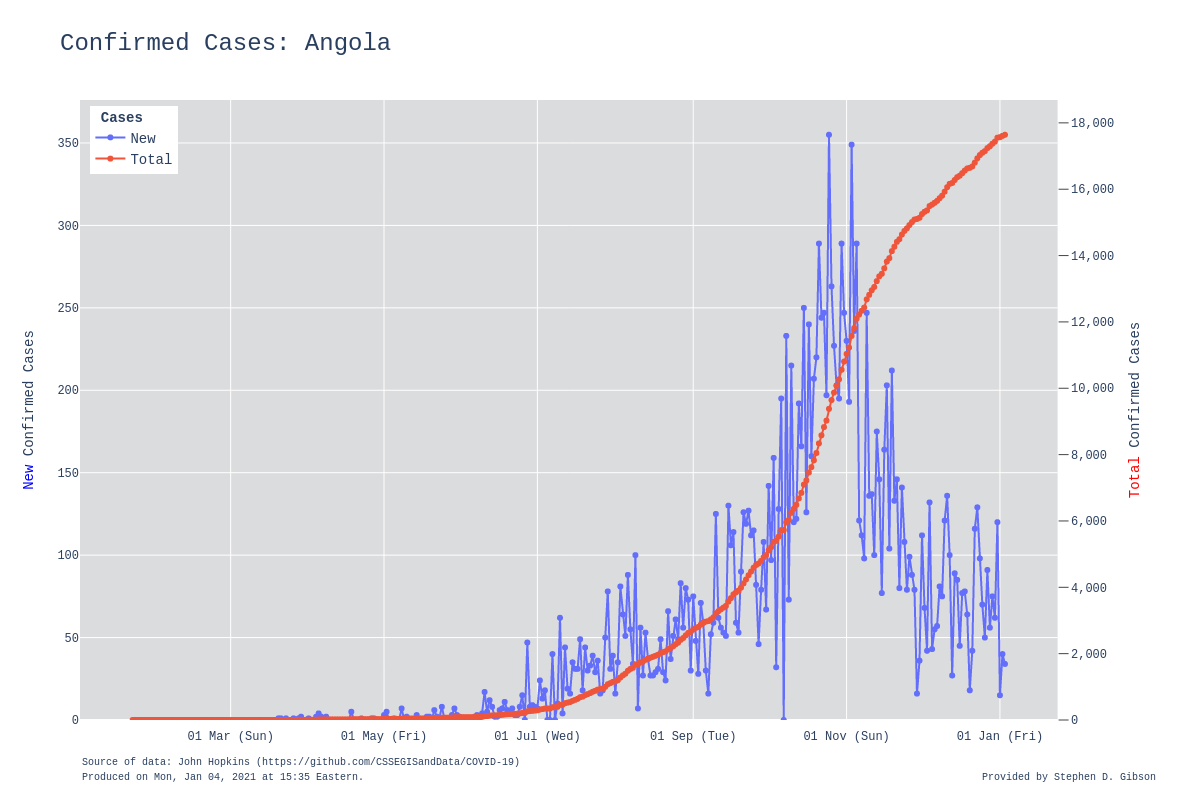 Confirmed Cases: Angola
Cases
New
Total
350
300
250
200
150
100
50
0
New Confirmed Cases
18,000
16,000
14,000
12,000
10,000
8,000
6,000
4,000
2,000
0
Total Confirmed Cases
01 Mar (Sun)
01 May (Fri)
01 Jul (Wed)
01 Sep (Tue)
01 Nov (Sun)
01 Jan (Fri)
Source of data: John Hopkins (https://github.com/CSSEGISandData/COVID-19)
Produced on Mon, Jan 04, 2021 at 15:35 Eastern.
Provided by Stephen D. Gibson